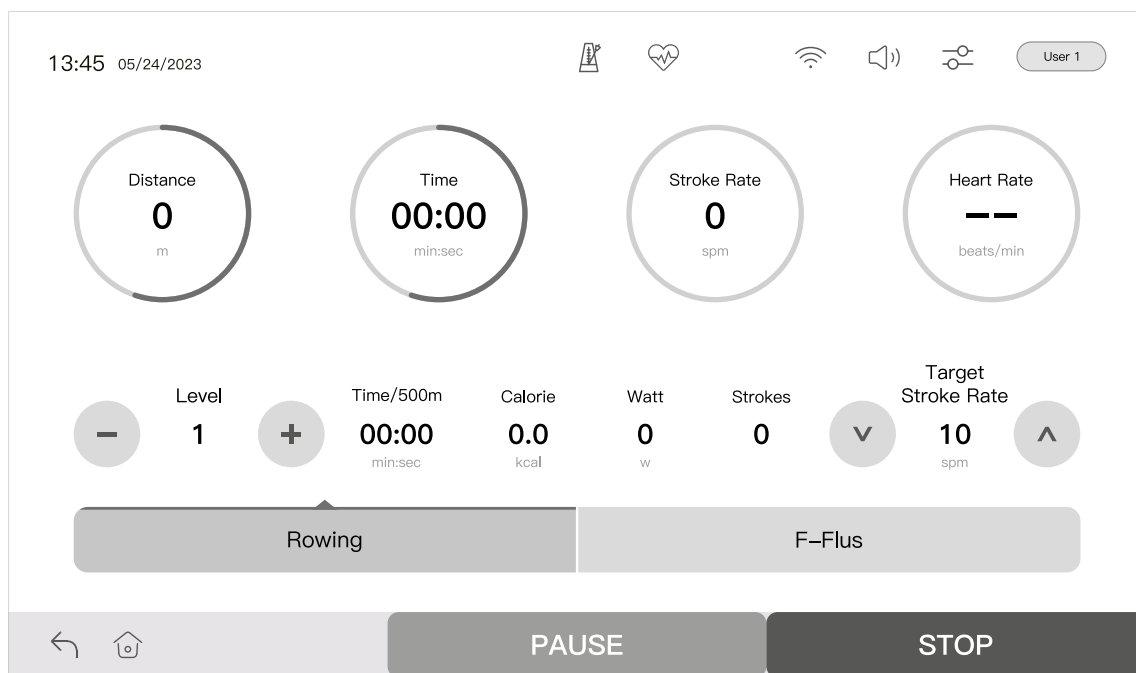 13:45 05/24/2023
User 1
Distance
0
m
Time
00:00
min:sec
Stroke Rate
0
spm
Heart Rate
--
beats/min
Level
- 1 +
Time/500m
00:00
min:sec
Calorie
0.0
kcal
Watt
0
w
Strokes
0
Target
Stroke Rate
10
spm
Rowing
F-Flus
PAUSE
STOP